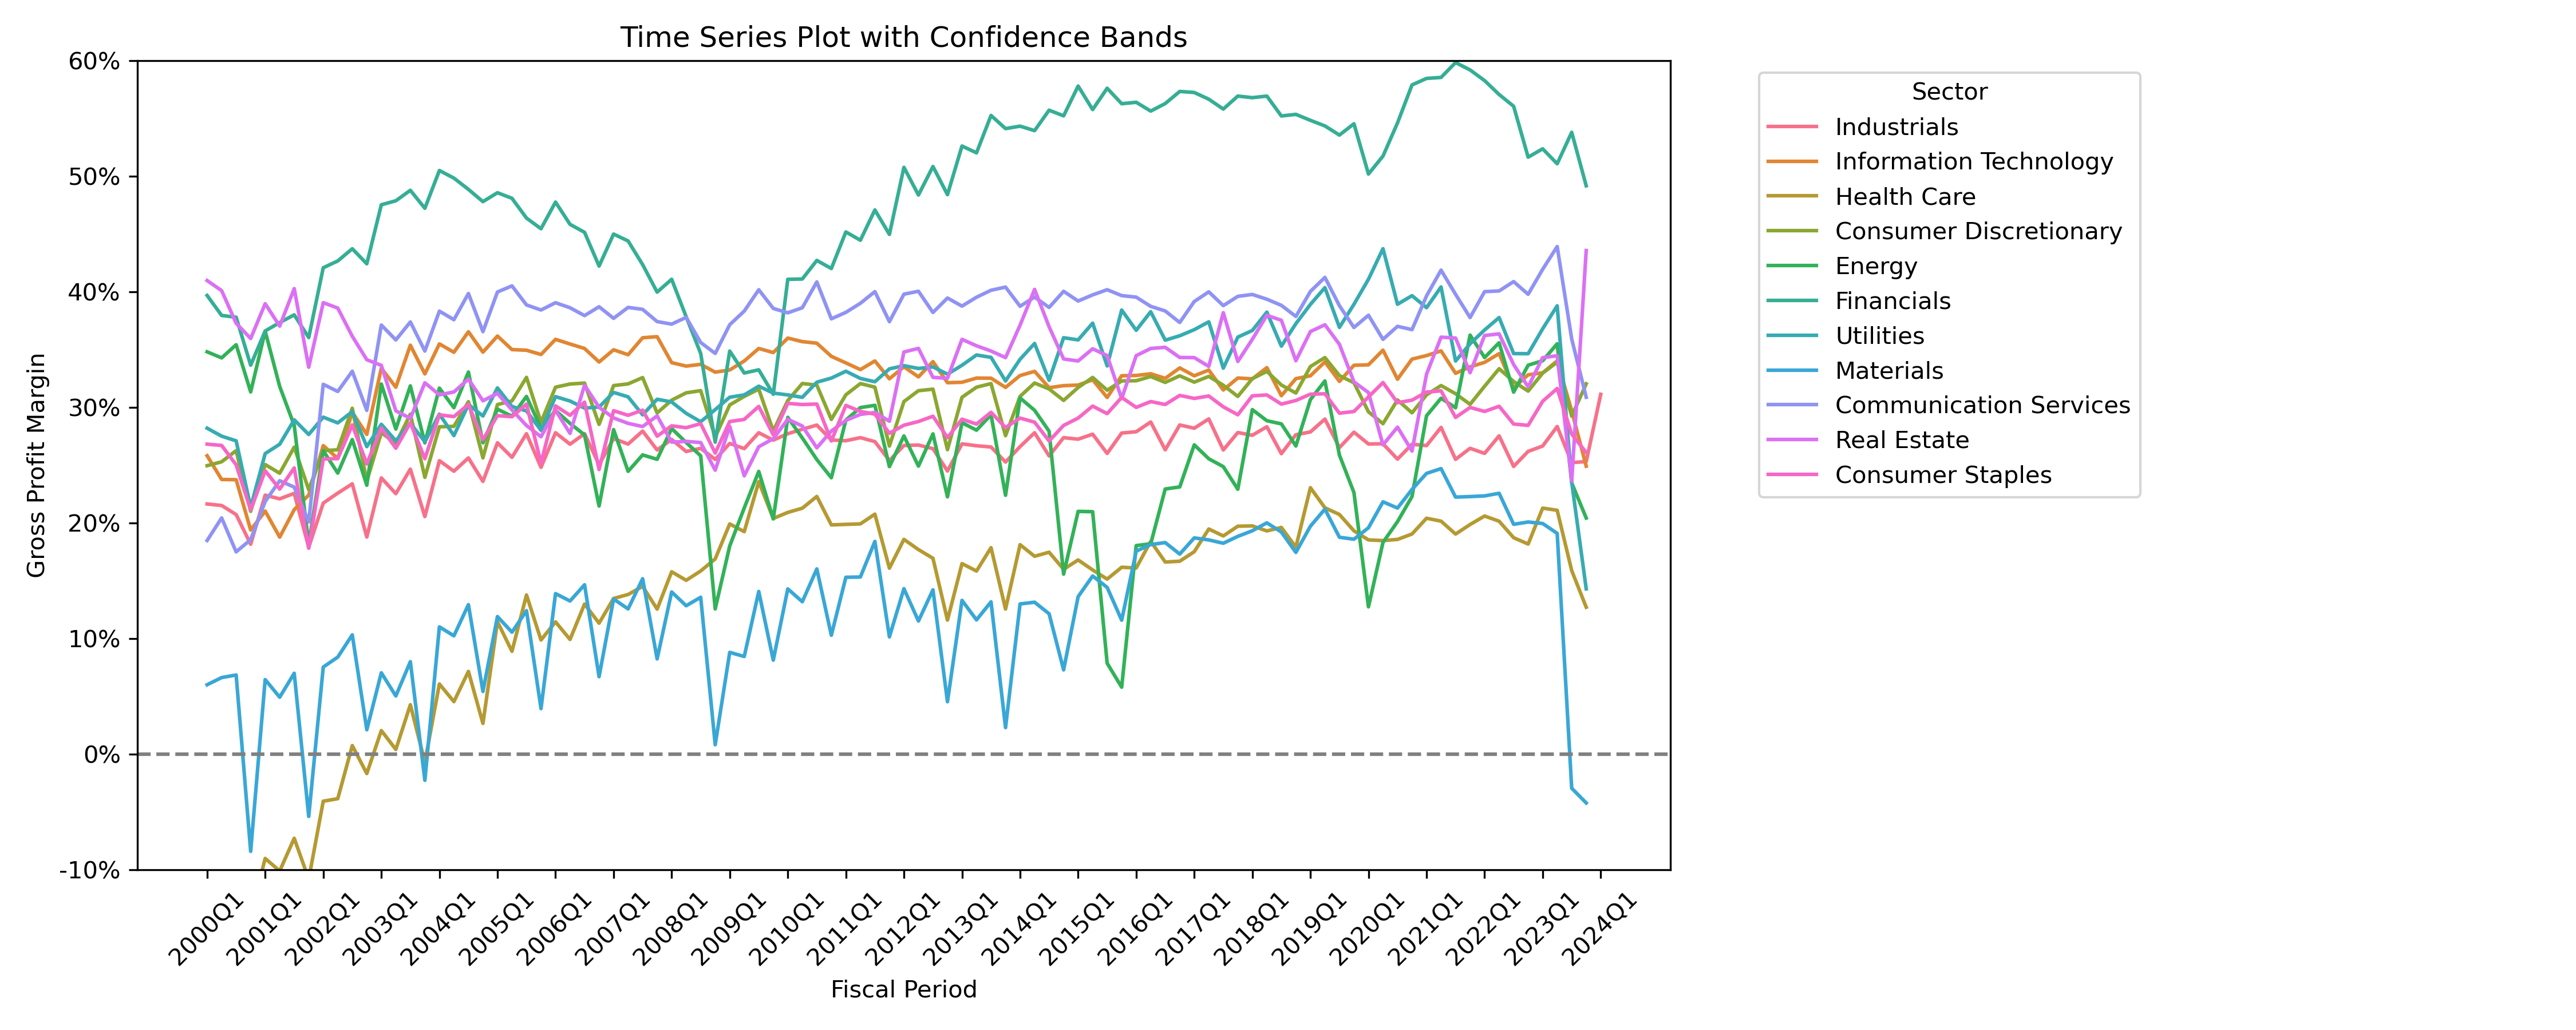 Time Series Plot with Confidence Bands
60%
50%
40%
30%
20%
10%
0%
-10%
Gross Profit Margin
2000Q1
2001Q1
2002Q1
2003Q1
2004Q1
2005Q1
2006Q1
2007Q1
2008Q1
2009Q1
2010Q1
2011Q1
2012Q1
2013Q1
2014Q1
2015Q1
2016Q1
2017Q1
2018Q1
2019Q1
2020Q1
2021Q1
2022Q1
2023Q1
2024Q1
Fiscal Period
Sector
Industrials
Information Technology
Health Care
Consumer Discretionary
Energy
Financials
Utilities
Materials
Communication Services
Real Estate
Consumer Staples